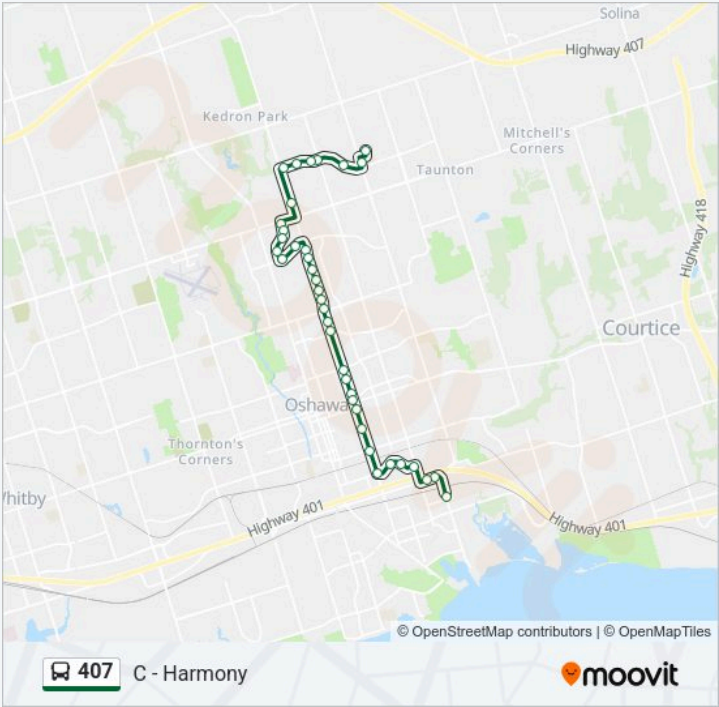 Solina
Highway 407
Kedron Park
Mitchell's
Corners
Taunton
Highway 418
Courtice
Oshawa
Thornton's
Corners
Whitby
Highway 401
Highway 401
© OpenStreetMap contributors | © OpenMapTiles
407 C - Harmony
moovit